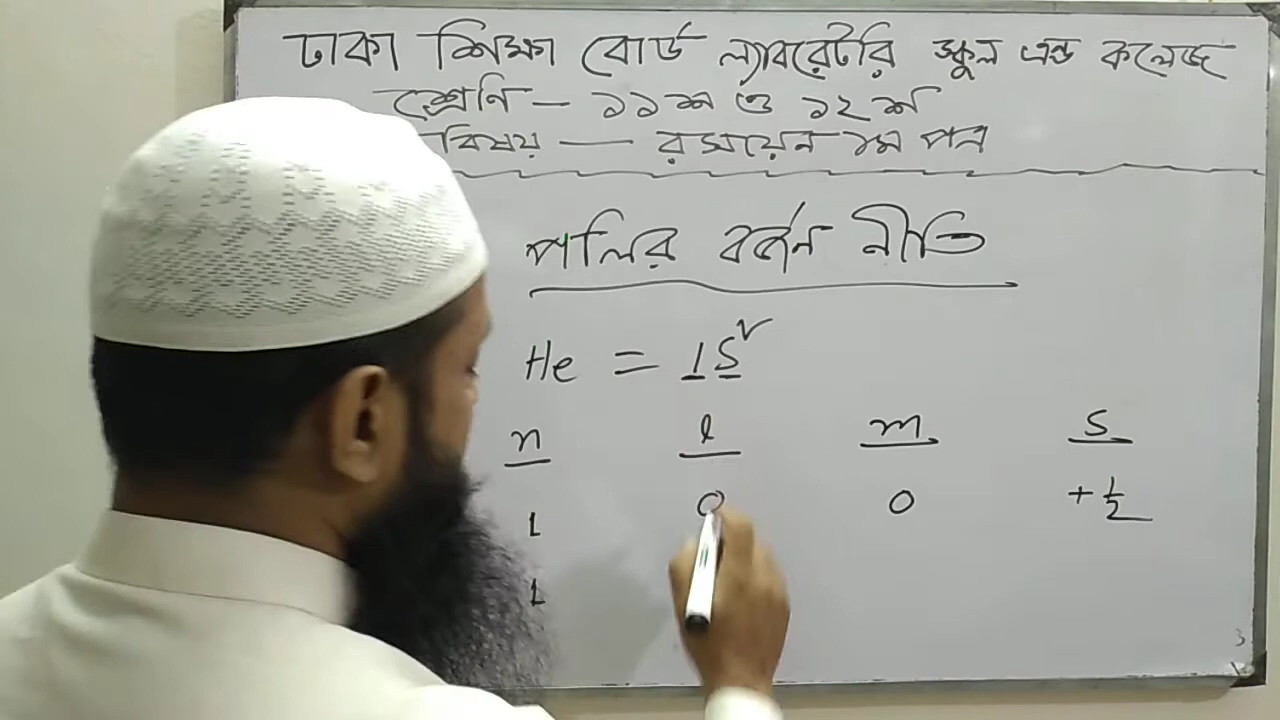 ঢাকা শিক্ষা বোর্ড ল্যাবরেটরি স্কুল এন্ড কলেজ
শ্রেণি — ১১শ ও ১২শ
বিষয় — রসায়ন ১ম পত্র
পলির বর্জন নীতি
He = 1S²
n l m s
1 0 0 +½
1